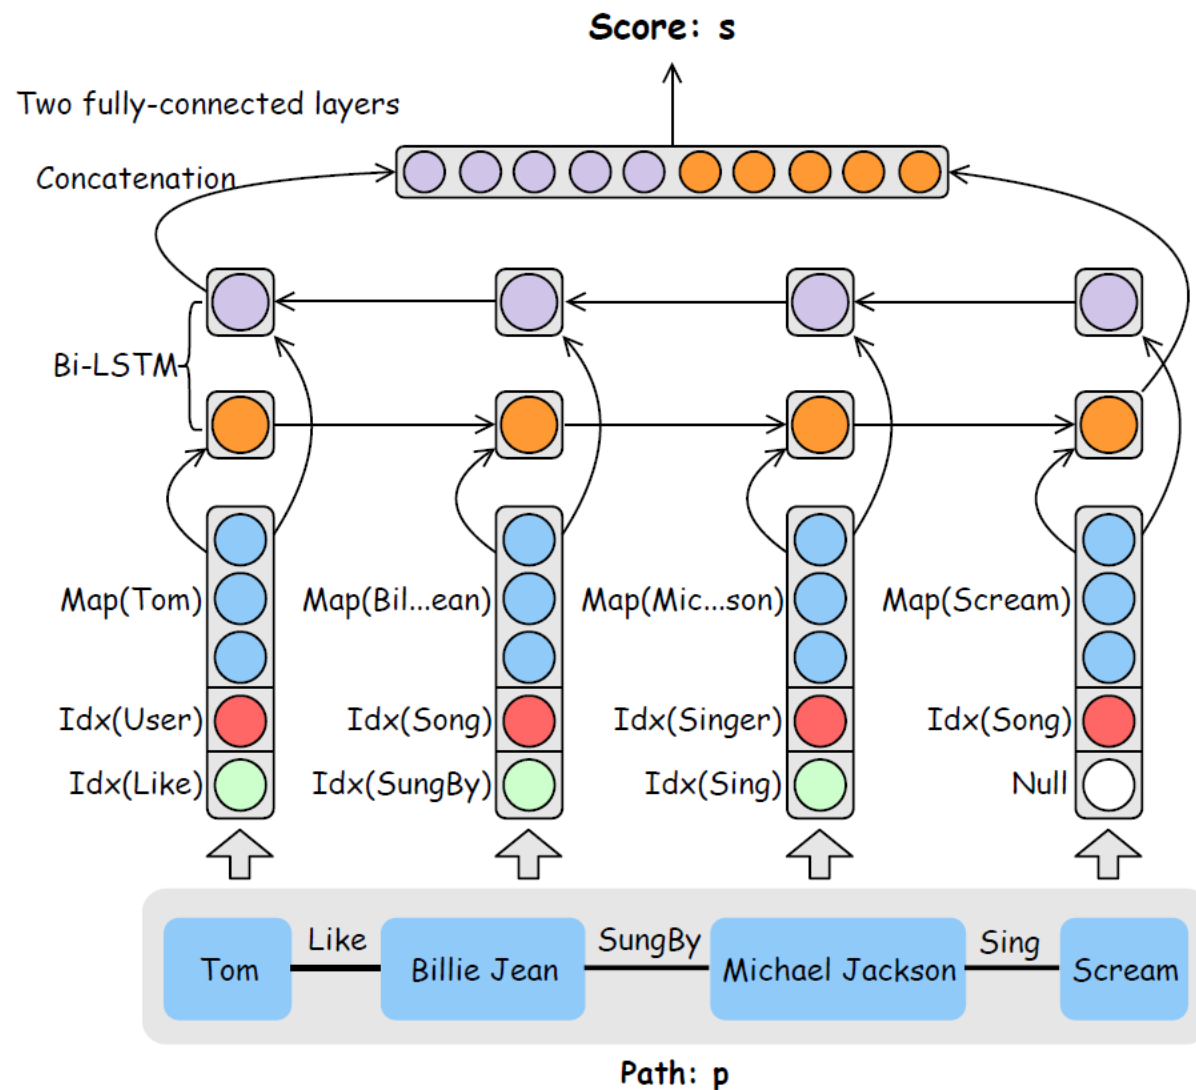 Score: s
Two fully-connected layers
Concatenation
Bi-LSTM
Map(Tom) Map(Bil...ean) Map(Mic...son) Map(Scream)
Idx(User) Idx(Song) Idx(Singer) Idx(Song)
Idx(Like) Idx(SungBy) Idx(Sing) Null
Like SungBy Sing
Tom Billie Jean Michael Jackson Scream
Path: p